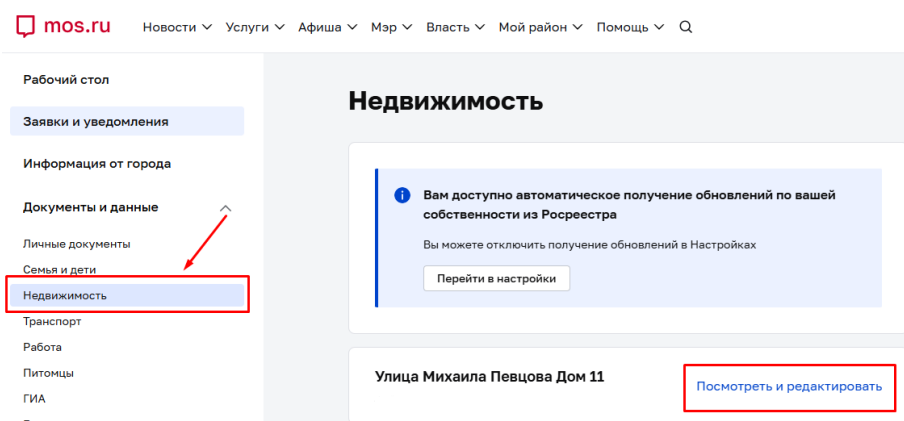 mos.ru
Новости Услуги Афиша Мэр Власть Мой район Помощь
Рабочий стол
Заявки и уведомления
Информация от города
Документы и данные
Личные документы
Семья и дети
Недвижимость
Транспорт
Работа
Питомцы
ГИА
Недвижимость
Вам доступно автоматическое получение обновлений по вашей
собственности из Росреестра
Вы можете отключить получение обновлений в Настройках
Перейти в настройки
Улица Михаила Певцова Дом 11
Посмотреть и редактировать